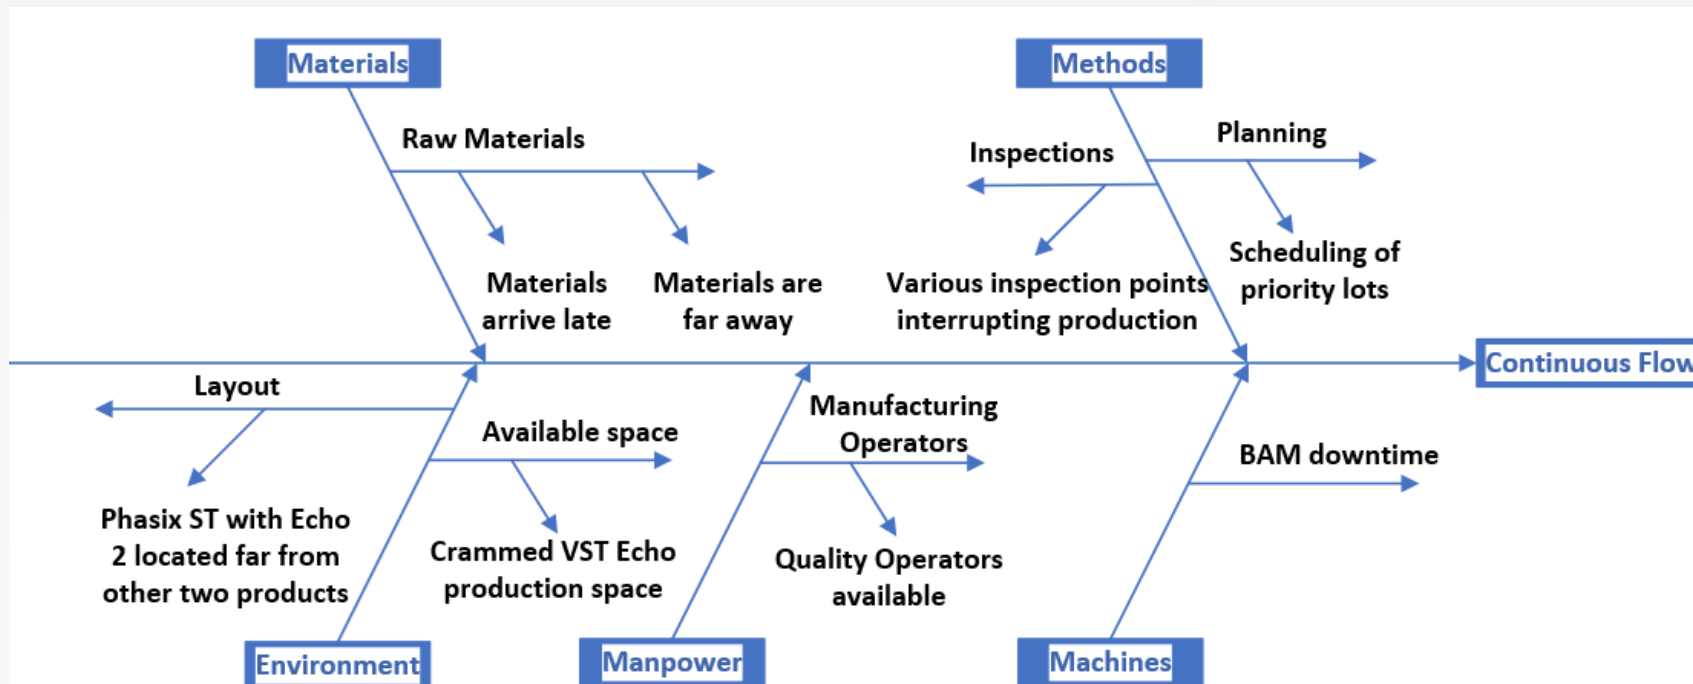 Materials
Methods
Raw Materials
Inspections
Planning
Materials
arrive late
Materials are
far away
Various inspection points
interrupting production
Scheduling of
priority lots
Continuous Flow
Layout
Available space
Manufacturing
Operators
BAM downtime
Phasix ST with Echo
2 located far from
other two products
Crammed VST Echo
production space
Quality Operators
available
Environment
Manpower
Machines